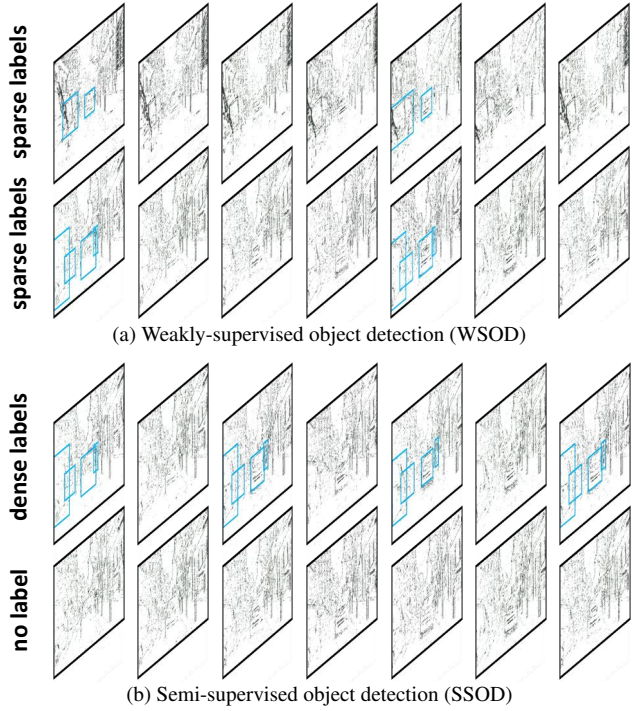 sparse labels
sparse labels
(a) Weakly-supervised object detection (WSOD)
dense labels
no label
(b) Semi-supervised object detection (SSOD)